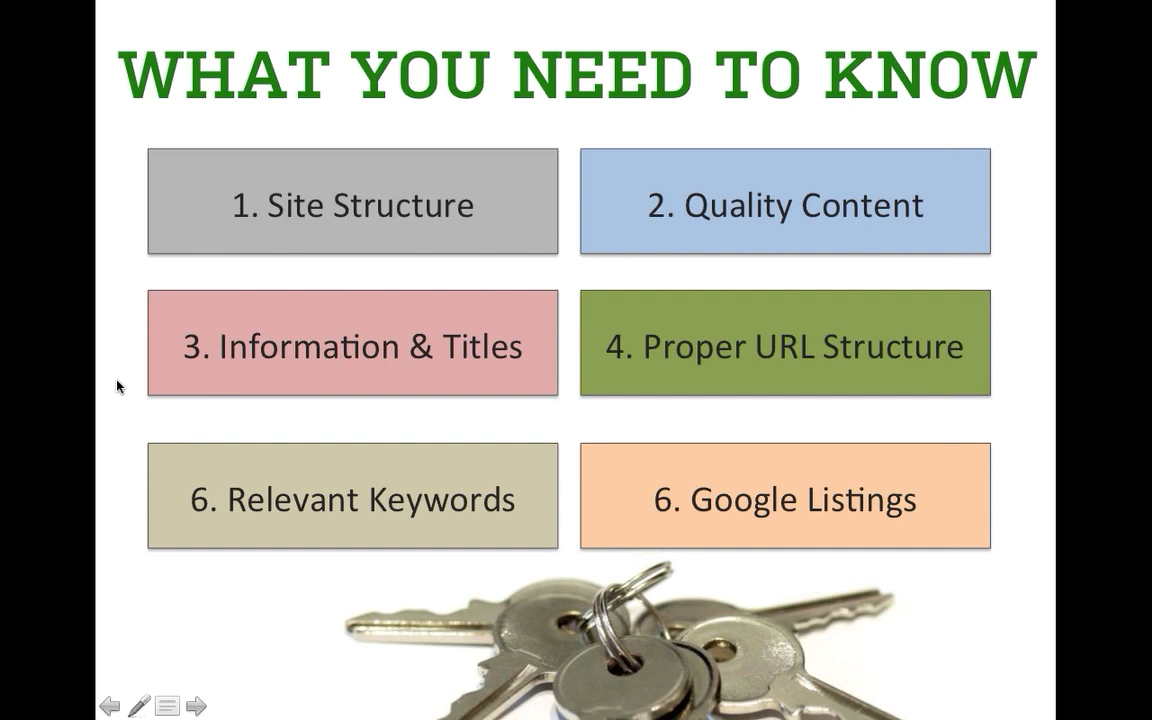 WHAT YOU NEED TO KNOW
1. Site Structure
2. Quality Content
3. Information & Titles
4. Proper URL Structure
6. Relevant Keywords
6. Google Listings